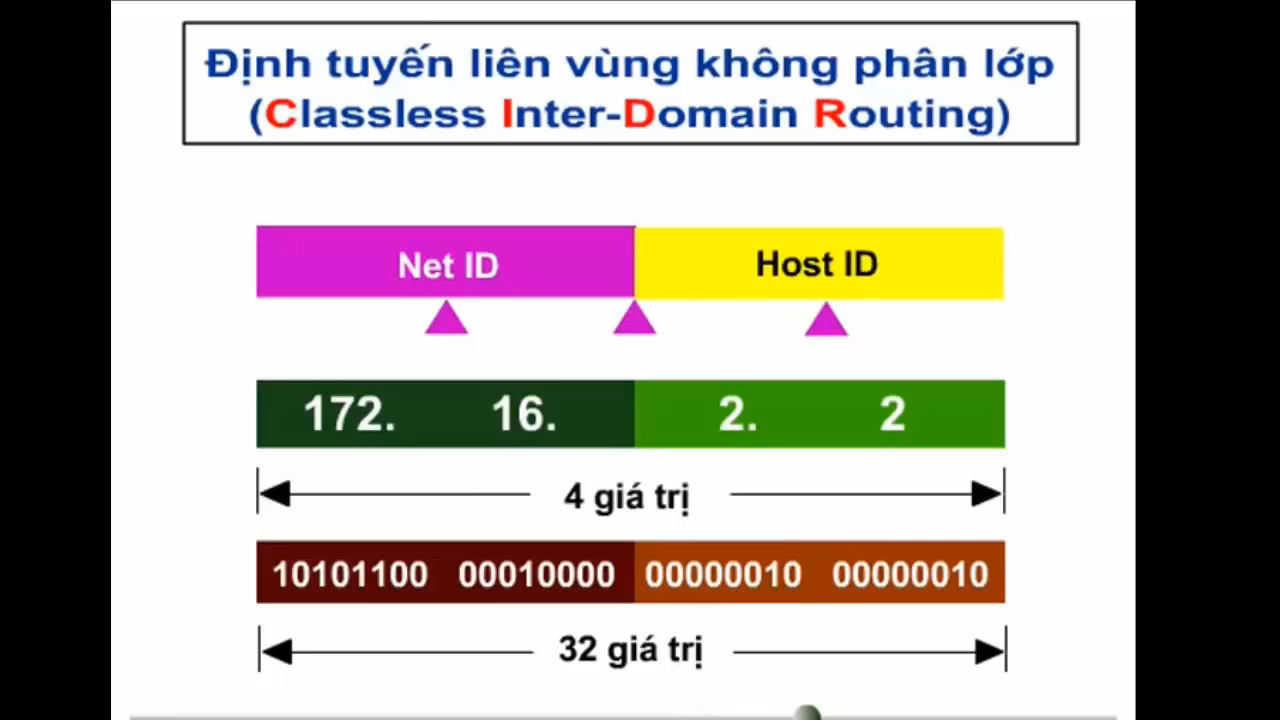 Định tuyến liên vùng không phân lớp
(Classless Inter-Domain Routing)
Net ID Host ID
172. 16. 2. 2
4 giá trị
10101100 00010000 00000010 00000010
32 giá trị